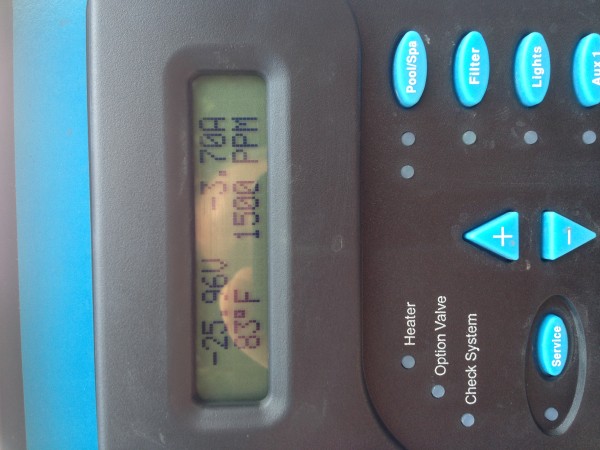 -25.96V -3.70A
83°F 1500 PPM
Pool/Spa
Filter
Lights
Aux 1
+
-
Heater
Option Valve
Check System
Service